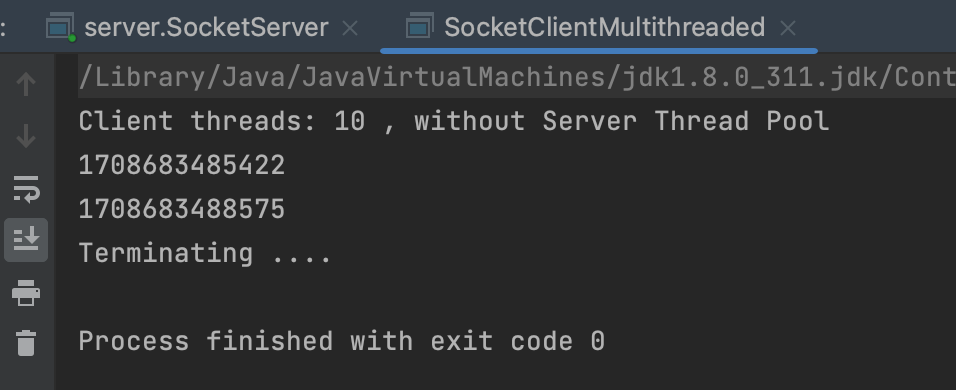 : server.SocketServer × SocketClientMultithreaded ×
/Library/Java/JavaVirtualMachines/jdk1.8.0_311.jdk/Cont
Client threads: 10 , without Server Thread Pool
1708683485422
1708683488575
Terminating ....
Process finished with exit code 0